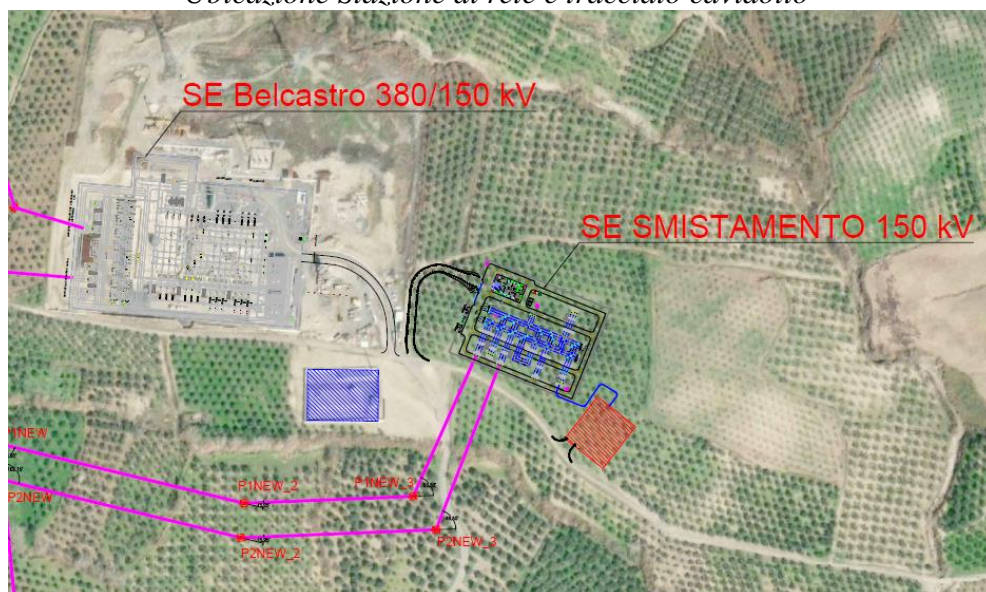 Ubicazione Stazione di rete e tracciato cavidotto
SE Belcastro 380/150 kV
SE SMISTAMENTO 150 kV
P1NEW
P2NEW
P1NEW_2
P1NEW_3
P2NEW_2
P2NEW_3